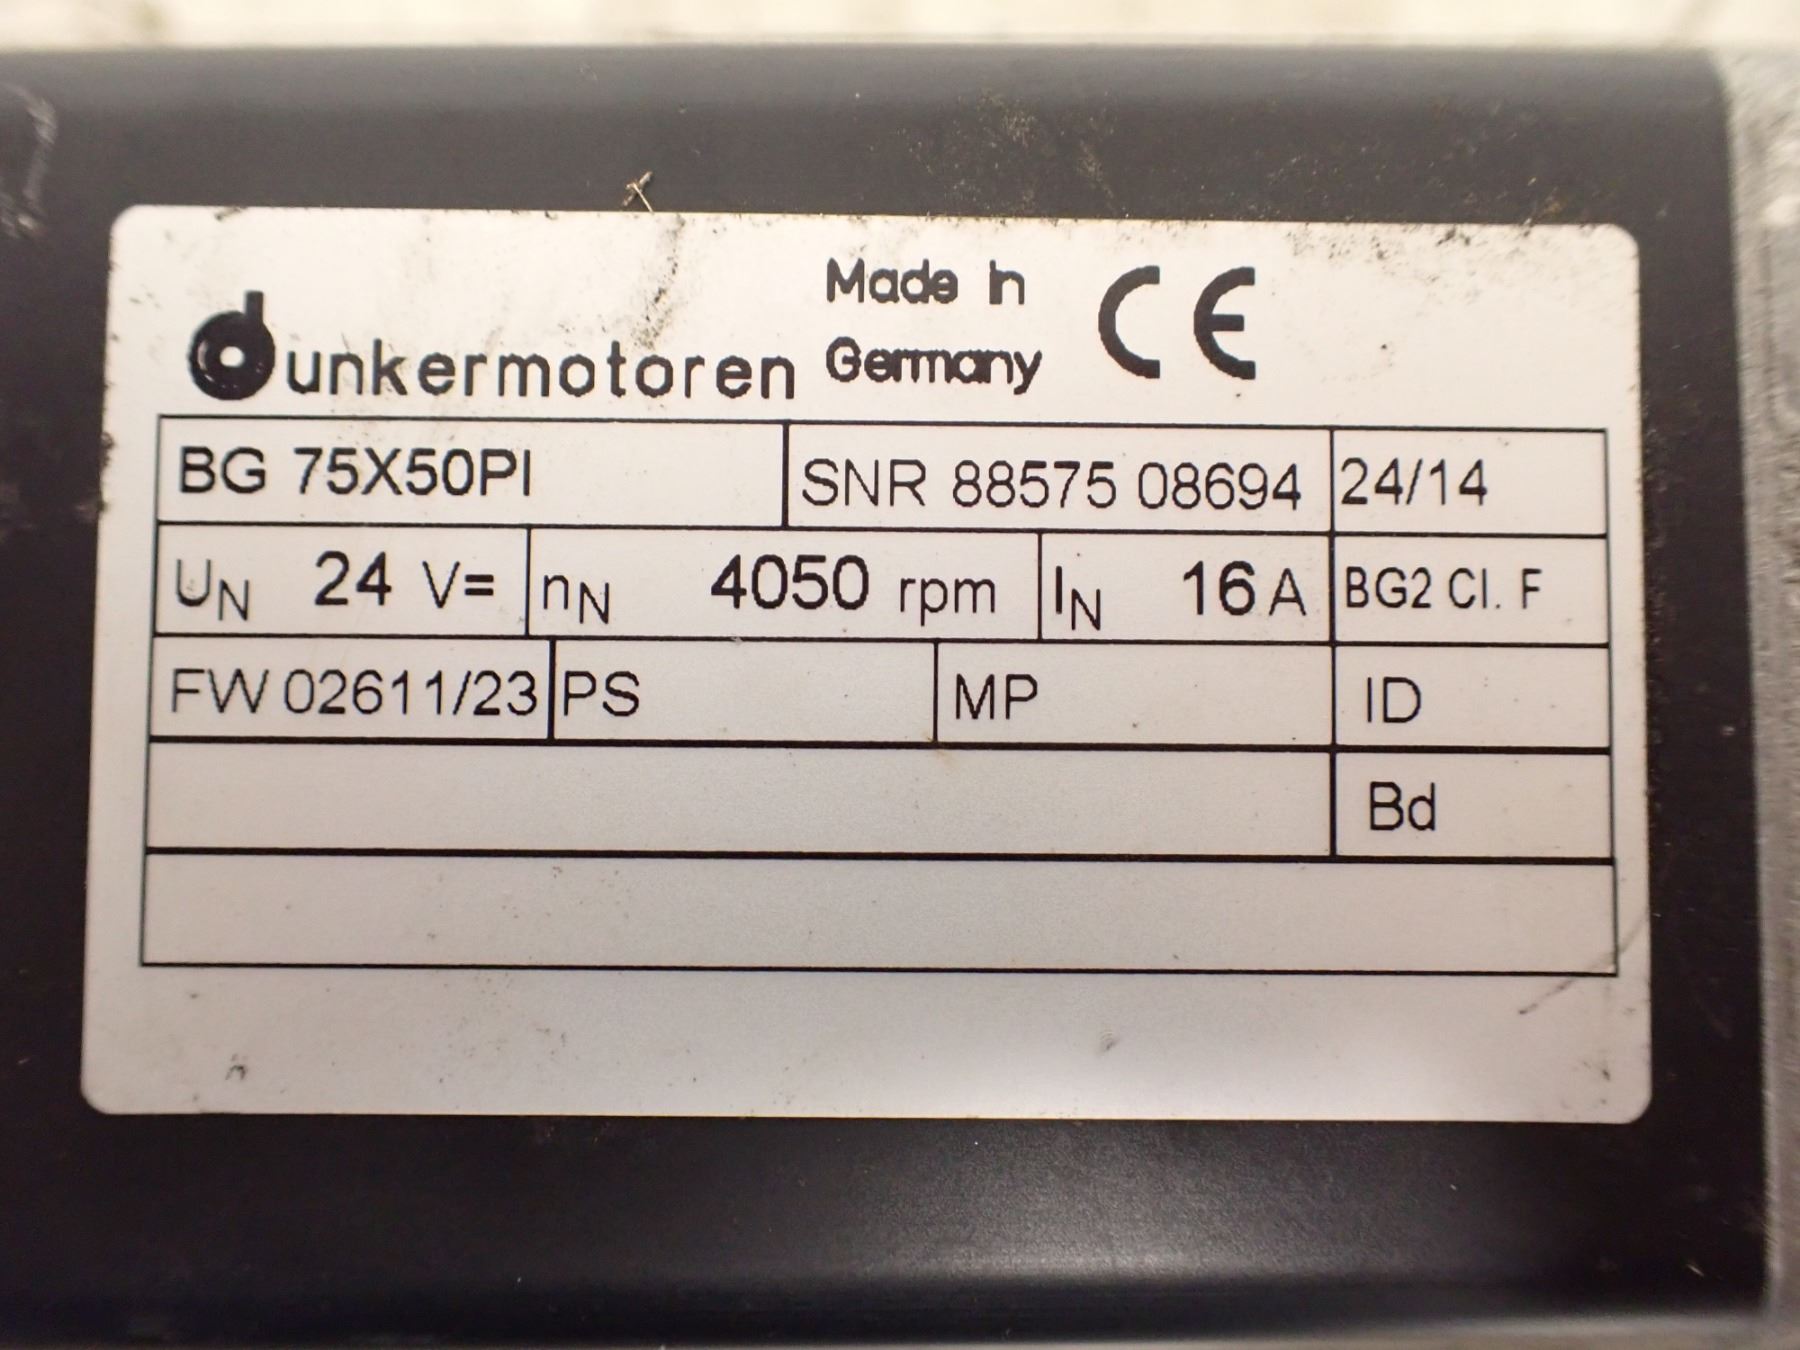 dunkermotoren Made in Germany CE
BG 75X50PI SNR 88575 08694 24/14
UN 24 V= nN 4050 rpm IN 16 A BG2 Cl. F
FW 02611/23 PS MP ID
Bd